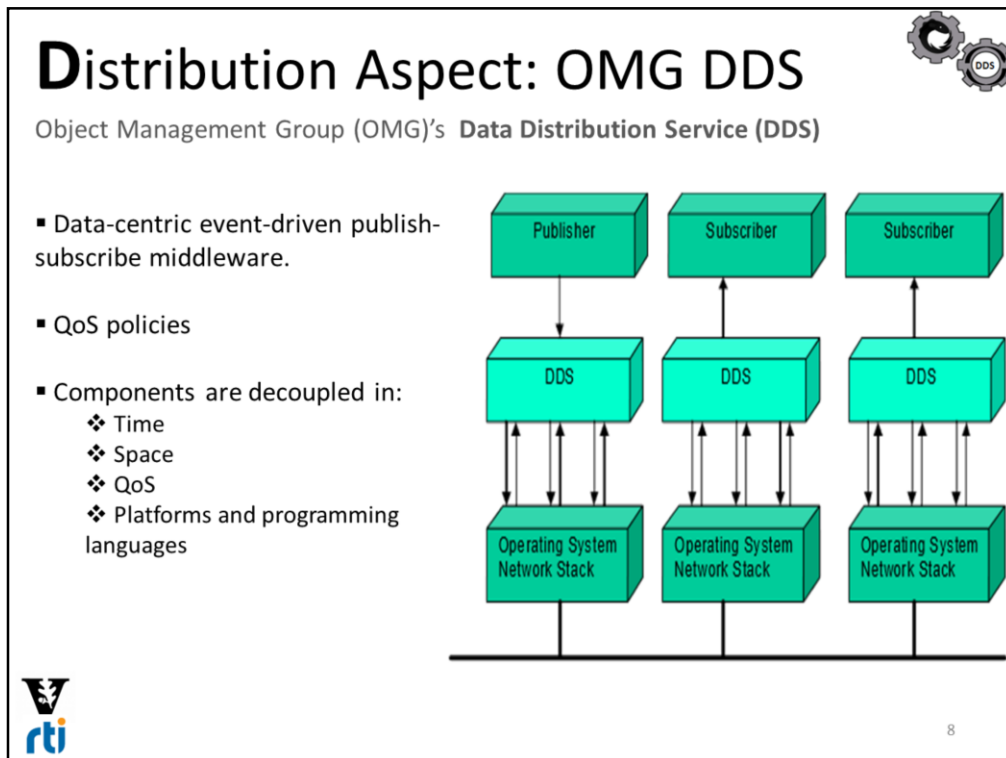 Distribution Aspect: OMG DDS
DDS
Object Management Group (OMG)'s Data Distribution Service (DDS)
▪ Data-centric event-driven publish-
subscribe middleware.
▪ QoS policies
▪ Components are decoupled in:
❖ Time
❖ Space
❖ QoS
❖ Platforms and programming
languages
Publisher
Subscriber
Subscriber
DDS
DDS
DDS
Operating System
Network Stack
Operating System
Network Stack
Operating System
Network Stack
V
rti
8